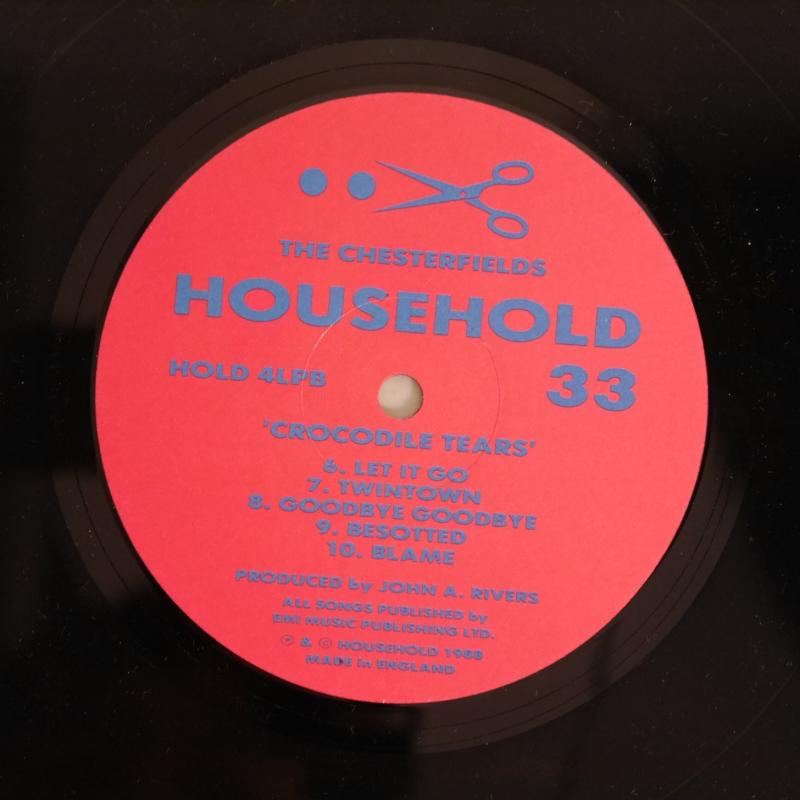 THE CHESTERFIELDS
HOUSEHOLD
HOLD 4LPB 33
'CROCODILE TEARS'
6. LET IT GO
7. TWINTOWN
8. GOODBYE GOODBYE
9. BESOTTED
10. BLAME
PRODUCED by JOHN A. RIVERS
ALL SONGS PUBLISHED by
EMI MUSIC PUBLISHING LTD.
℗ & © HOUSEHOLD 1988
MADE in ENGLAND